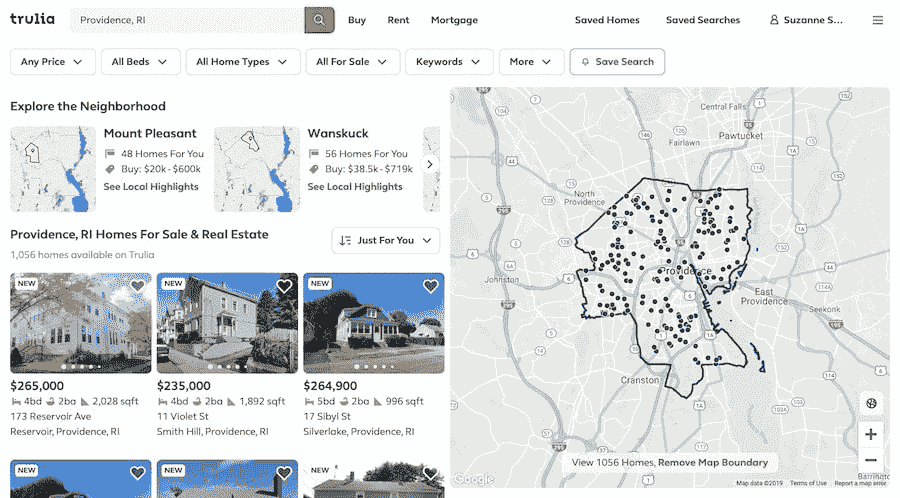 trulia
Providence, RI
Buy
Rent
Mortgage
Saved Homes
Saved Searches
Suzanne S...
Any Price
All Beds
All Home Types
All For Sale
Keywords
More
Save Search
Explore the Neighborhood
Mount Pleasant
48 Homes For You
Buy: $20k - $600k
See Local Highlights
Wanskuck
56 Homes For You
Buy: $38.5k - $719k
See Local Highlights
Providence, RI Homes For Sale & Real Estate
1,056 homes available on Trulia
Just For You
NEW
NEW
NEW
$265,000
4bd 2ba 2,028 sqft
173 Reservoir Ave
Reservoir, Providence, RI
$235,000
4bd 2ba 1,892 sqft
11 Violet St
Smith Hill, Providence, RI
$264,900
5bd 2ba 996 sqft
17 Sibyl St
Silverlake, Providence, RI
NEW
NEW
NEW
Central Falls
Pawtucket
Fairlawn
North
Providence
Johnston
Providence
East
Providence
Seekonk
Cranston
View 1056 Homes, Remove Map Boundary
Google
Map data ©2019
Terms of Use
Report a map error